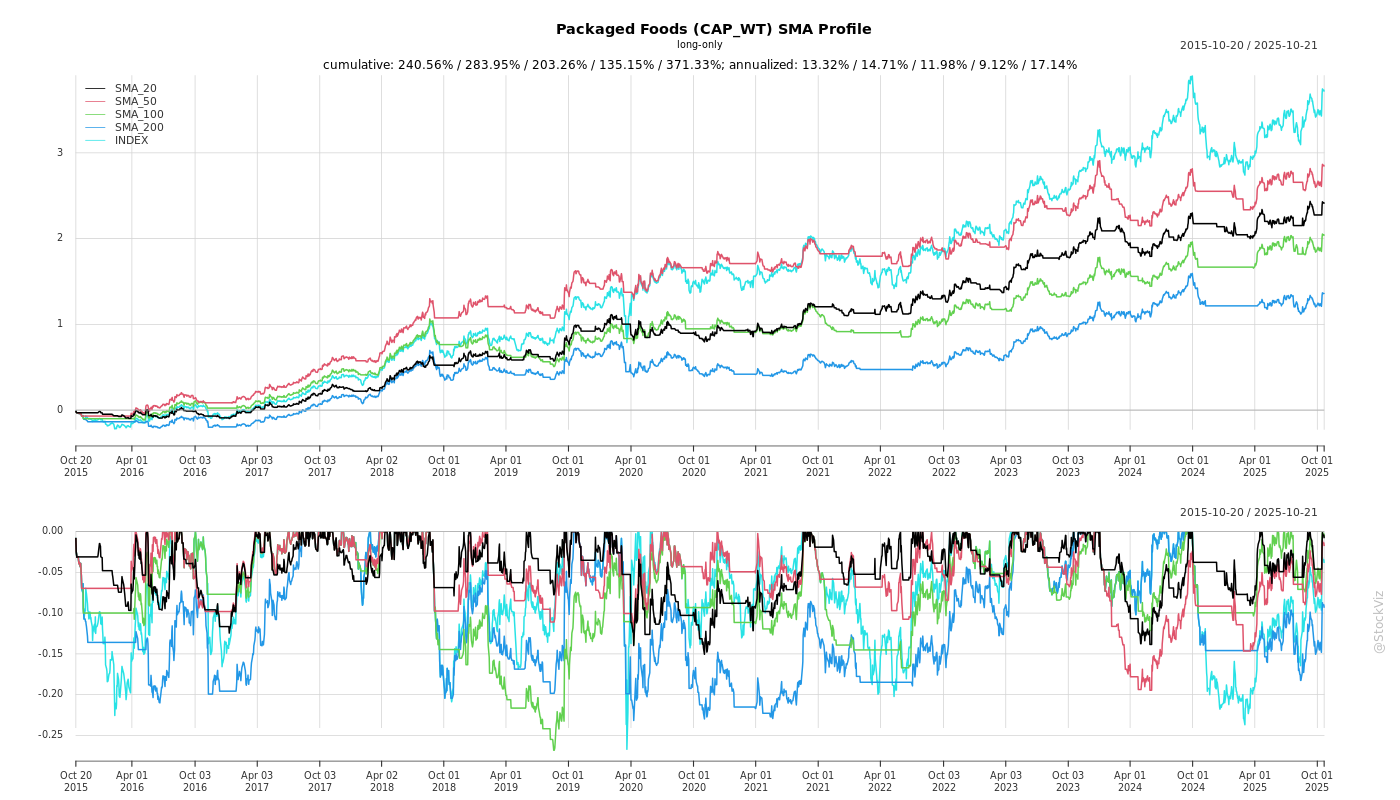 Packaged Foods (CAP_WT) SMA Profile
long-only
2015-10-20 / 2025-10-21
cumulative: 240.56% / 283.95% / 203.26% / 135.15% / 371.33%; annualized: 13.32% / 14.71% / 11.98% / 9.12% / 17.14%
SMA_20
SMA_50
SMA_100
SMA_200
INDEX
3
2
1
0
Oct 20 Apr 01 Oct 03 Apr 03 Oct 03 Apr 02 Oct 01 Apr 01 Oct 01 Apr 01 Oct 01 Apr 01 Oct 01 Apr 01 Oct 03 Apr 03 Oct 03 Apr 01 Oct 01 Apr 01 Oct 01
2015 2016 2016 2017 2017 2018 2018 2019 2019 2020 2020 2021 2021 2022 2022 2023 2023 2024 2024 2025 2025
2015-10-20 / 2025-10-21
0.00
-0.05
-0.10
-0.15
-0.20
-0.25
Oct 20 Apr 01 Oct 03 Apr 03 Oct 03 Apr 02 Oct 01 Apr 01 Oct 01 Apr 01 Oct 01 Apr 01 Oct 01 Apr 01 Oct 03 Apr 03 Oct 03 Apr 01 Oct 01 Apr 01 Oct 01
2015 2016 2016 2017 2017 2018 2018 2019 2019 2020 2020 2021 2021 2022 2022 2023 2023 2024 2024 2025 2025
@StockViz